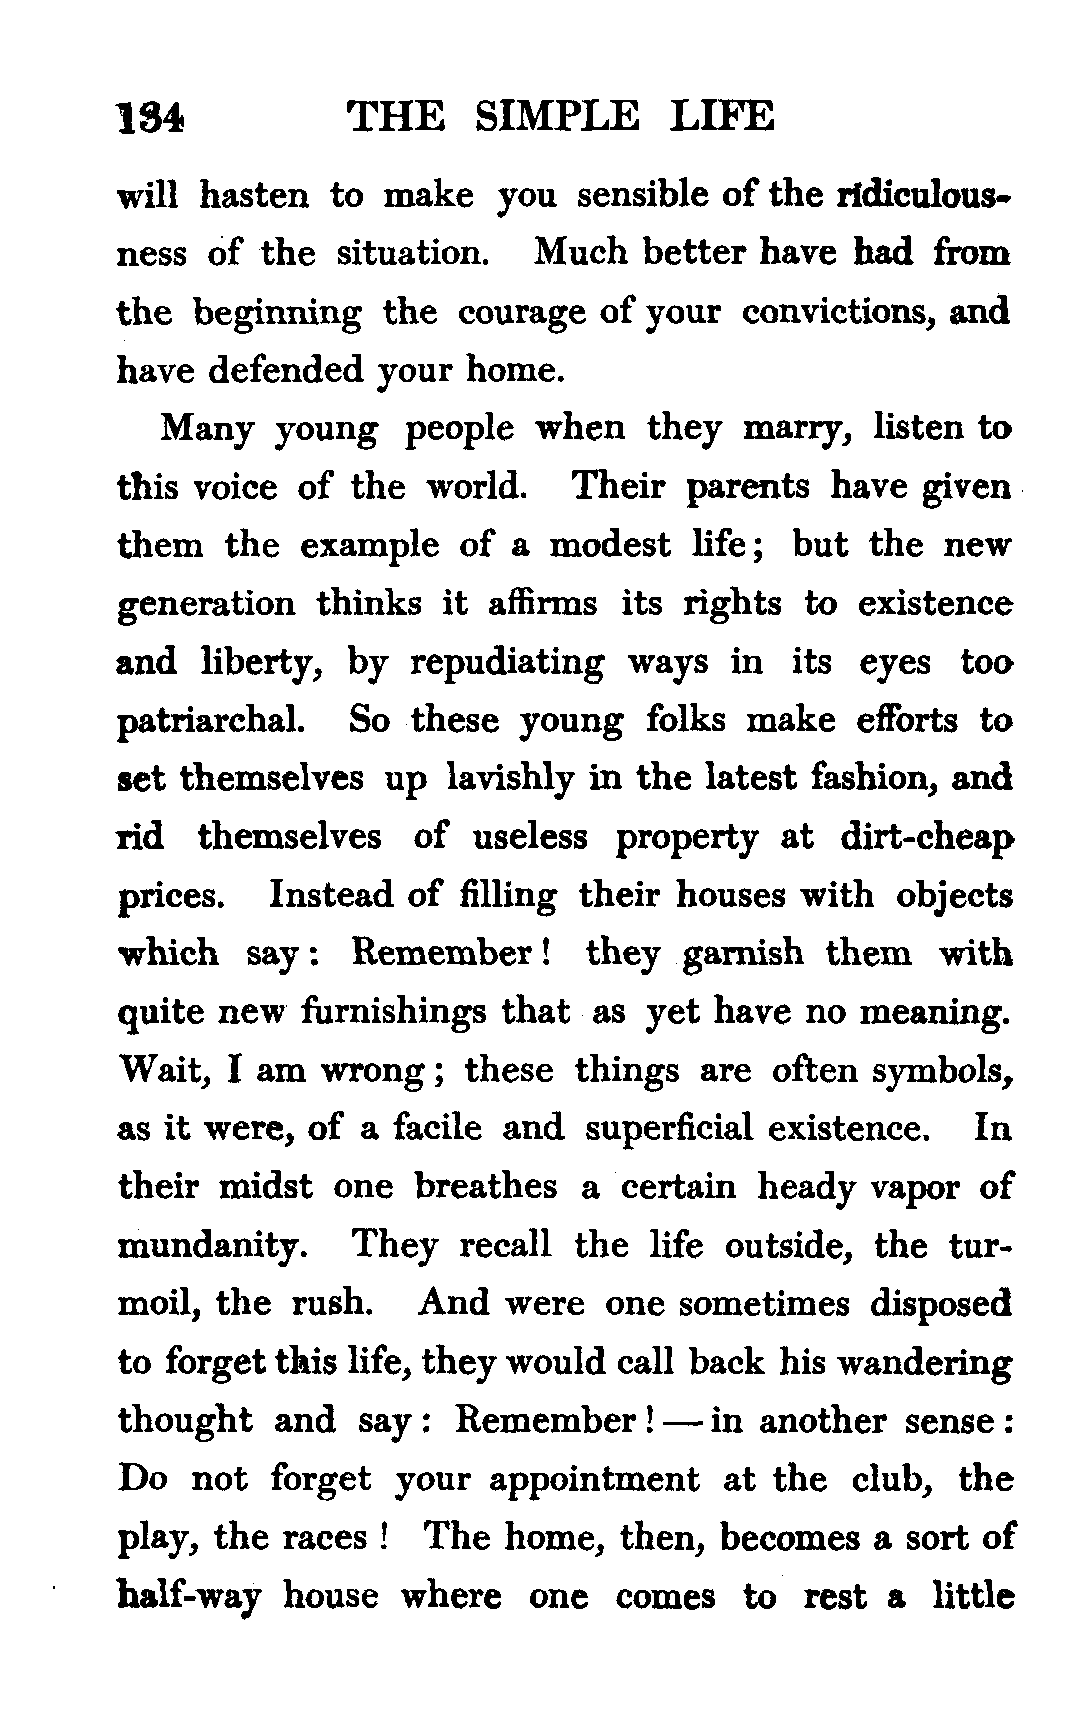 134 THE SIMPLE LIFE
will hasten to make you sensible of the ridiculous-
ness of the situation. Much better have had from
the beginning the courage of your convictions, and
have defended your home.
Many young people when they marry, listen to
this voice of the world. Their parents have given
them the example of a modest life; but the new
generation thinks it affirms its rights to existence
and liberty, by repudiating ways in its eyes too
patriarchal. So these young folks make efforts to
set themselves up lavishly in the latest fashion, and
rid themselves of useless property at dirt-cheap
prices. Instead of filling their houses with objects
which say: Remember! they garnish them with
quite new furnishings that as yet have no meaning.
Wait, I am wrong; these things are often symbols,
as it were, of a facile and superficial existence. In
their midst one breathes a certain heady vapor of
mundanity. They recall the life outside, the tur-
moil, the rush. And were one sometimes disposed
to forget this life, they would call back his wandering
thought and say: Remember! — in another sense:
Do not forget your appointment at the club, the
play, the races! The home, then, becomes a sort of
half-way house where one comes to rest a little